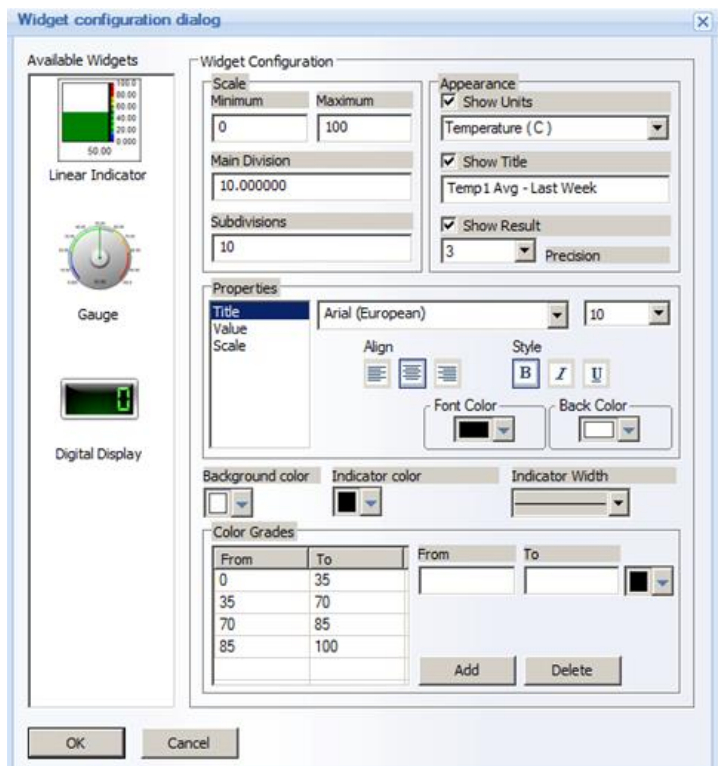 Widget configuration dialog
Available Widgets
100.0
80.00
60.00
40.00
20.00
0.000
50.00
Linear Indicator
Gauge
0
Digital Display
Widget Configuration
Scale
Minimum Maximum
0 100
Main Division
10.000000
Subdivisions
10
Appearance
Show Units
Temperature ( C )
Show Title
Temp1 Avg - Last Week
Show Result
3 Precision
Properties
Title
Value
Scale
Arial (European) 10
Align Style
B I U
Font Color Back Color
Background color Indicator color Indicator Width
Color Grades
From To
0 35
35 70
70 85
85 100
From To
Add Delete
OK Cancel